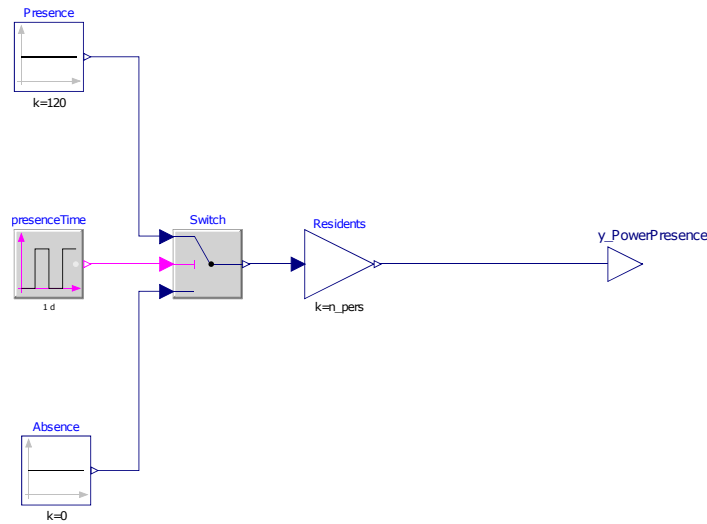 Presence
k=120
presenceTime
1 d
Switch
Residents
k=n_pers
y_PowerPresence
Absence
k=0